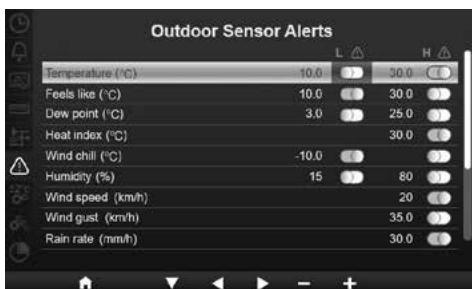 Outdoor Sensor Alerts
L H
Temperature (°C) 10.0 30.0
Feels like (°C) 10.0 30.0
Dew point (°C) 3.0 25.0
Heat index (°C) 30.0
Wind chill (°C) -10.0
Humidity (%) 15 80
Wind speed (km/h) 20
Wind gust (km/h) 35.0
Rain rate (mm/h) 30.0